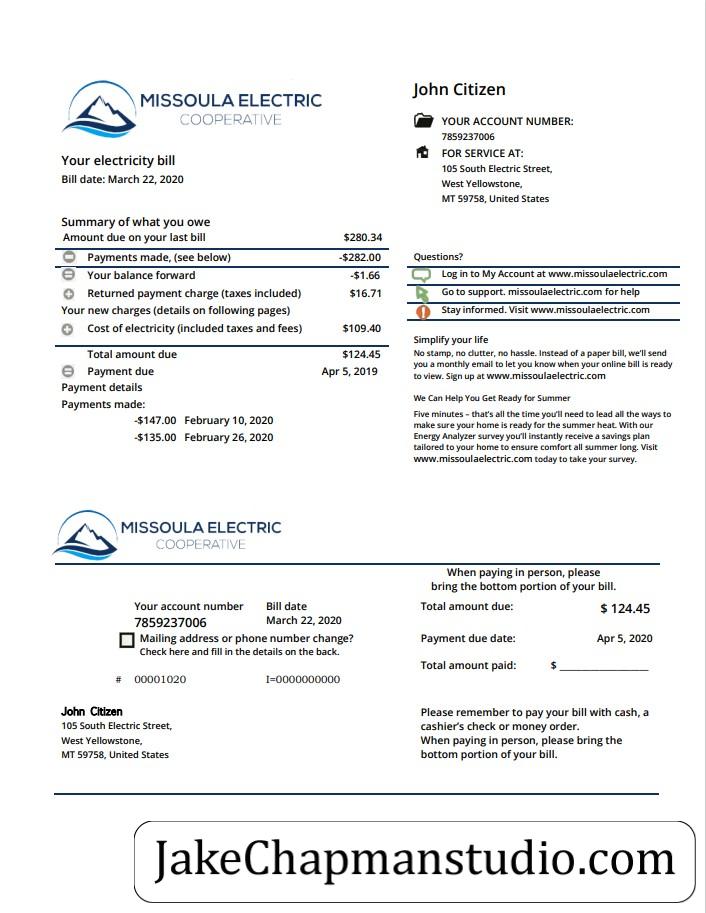 MISSOULA ELECTRIC
COOPERATIVE
Your electricity bill
Bill date: March 22, 2020
John Citizen
YOUR ACCOUNT NUMBER:
7859237006
FOR SERVICE AT:
105 South Electric Street,
West Yellowstone,
MT 59758, United States
Summary of what you owe
Amount due on your last bill $280.34
Payments made, (see below) -$282.00
Your balance forward -$1.66
Returned payment charge (taxes included) $16.71
Your new charges (details on following pages)
Cost of electricity (included taxes and fees) $109.40
Total amount due $124.45
Payment due Apr 5, 2019
Payment details
Payments made:
-$147.00 February 10, 2020
-$135.00 February 26, 2020
Questions?
Log in to My Account at www.missoulaelectric.com
Go to support. missoulaelectric.com for help
Stay informed. Visit www.missoulaelectric.com
Simplify your life
No stamp, no clutter, no hassle. Instead of a paper bill, we'll send
you a monthly email to let you know when your online bill is ready
to view. Sign up at www.missoulaelectric.com
We Can Help You Get Ready for Summer
Five minutes – that's all the time you'll need to lead all the ways to
make sure your home is ready for the summer heat. With our
Energy Analyzer survey you'll instantly receive a savings plan
tailored to your home to ensure comfort all summer long. Visit
www.missoulaelectric.com today to take your survey.
MISSOULA ELECTRIC
COOPERATIVE
When paying in person, please
bring the bottom portion of your bill.
Your account number Bill date
7859237006 March 22, 2020
Mailing address or phone number change?
Check here and fill in the details on the back.
# 00001020 I=0000000000
Total amount due: $ 124.45
Payment due date: Apr 5, 2020
Total amount paid: $ _________________
John Citizen
105 South Electric Street,
West Yellowstone,
MT 59758, United States
Please remember to pay your bill with cash, a
cashier's check or money order.
When paying in person, please bring the
bottom portion of your bill.
JakeChapmanstudio.com